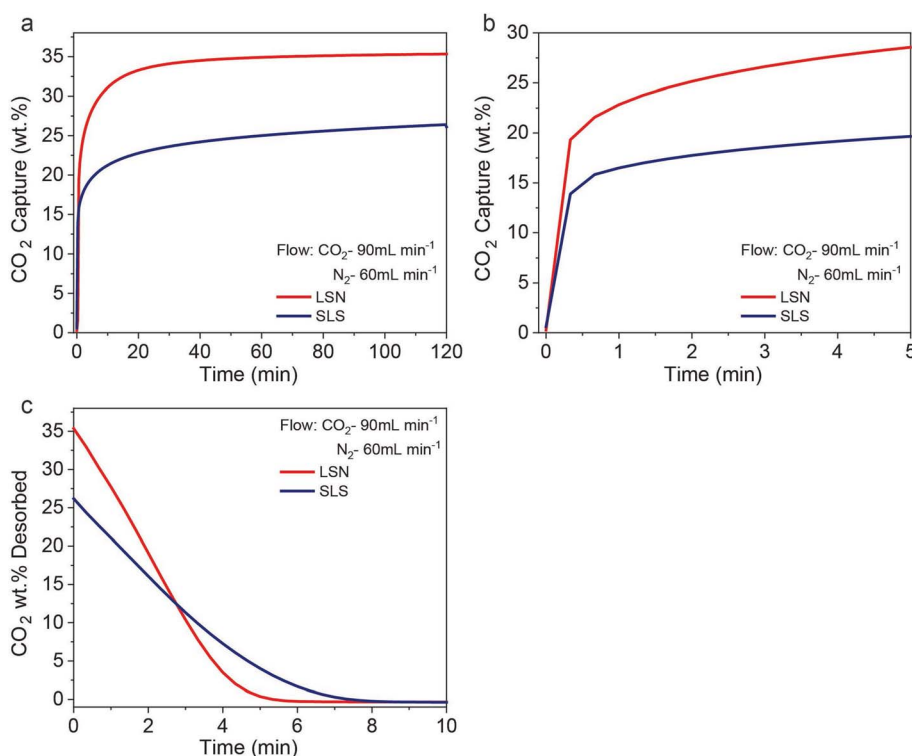 a
CO₂ Capture (wt.%)
35
30
25
20
15
10
5
0
0 20 40 60 80 100 120
Time (min)
Flow: CO₂- 90mL min⁻¹
N₂- 60mL min⁻¹
LSN
SLS
b
CO₂ Capture (wt.%)
30
25
20
15
10
5
0
0 1 2 3 4 5
Time (min)
Flow: CO₂- 90mL min⁻¹
N₂- 60mL min⁻¹
LSN
SLS
c
CO₂ wt.% Desorbed
35
30
25
20
15
10
5
0
0 2 4 6 8 10
Time (min)
Flow: CO₂- 90mL min⁻¹
N₂- 60mL min⁻¹
LSN
SLS